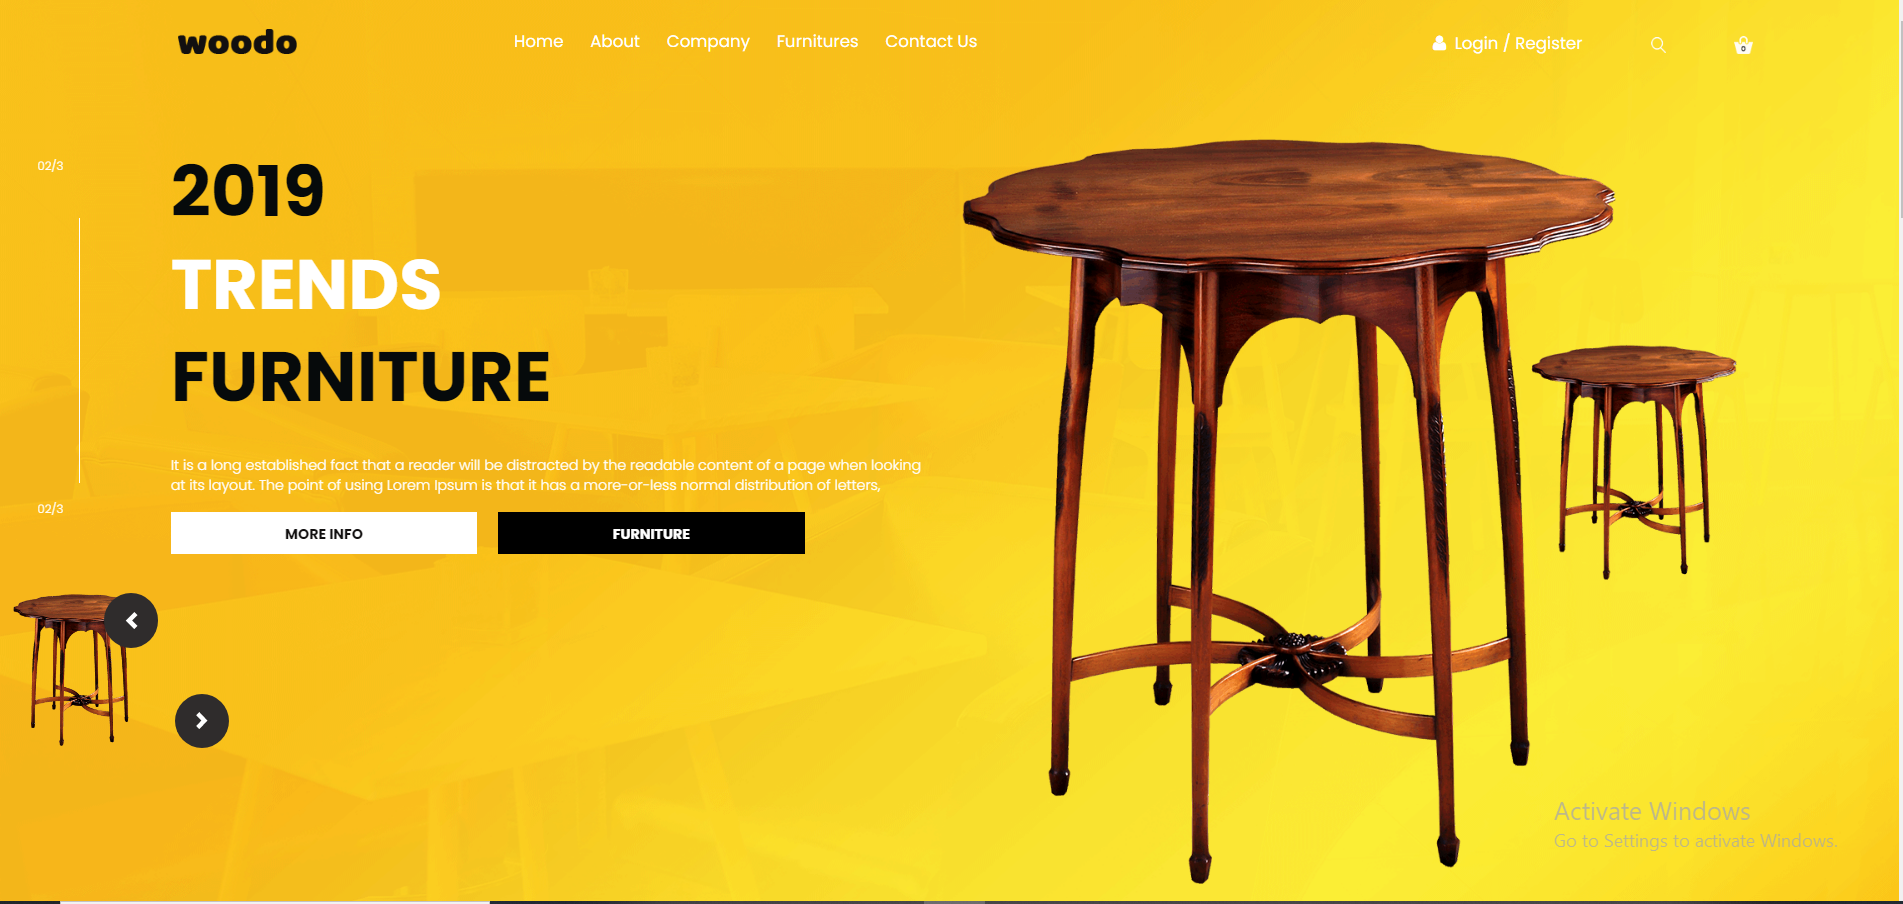 woodo
Home About Company Furnitures Contact Us
Login / Register
0
02/3
2019
TRENDS
FURNITURE
It is a long established fact that a reader will be distracted by the readable content of a page when looking
at its layout. The point of using Lorem Ipsum is that it has a more-or-less normal distribution of letters,
02/3
MORE INFO
FURNITURE
Activate Windows
Go to Settings to activate Windows.